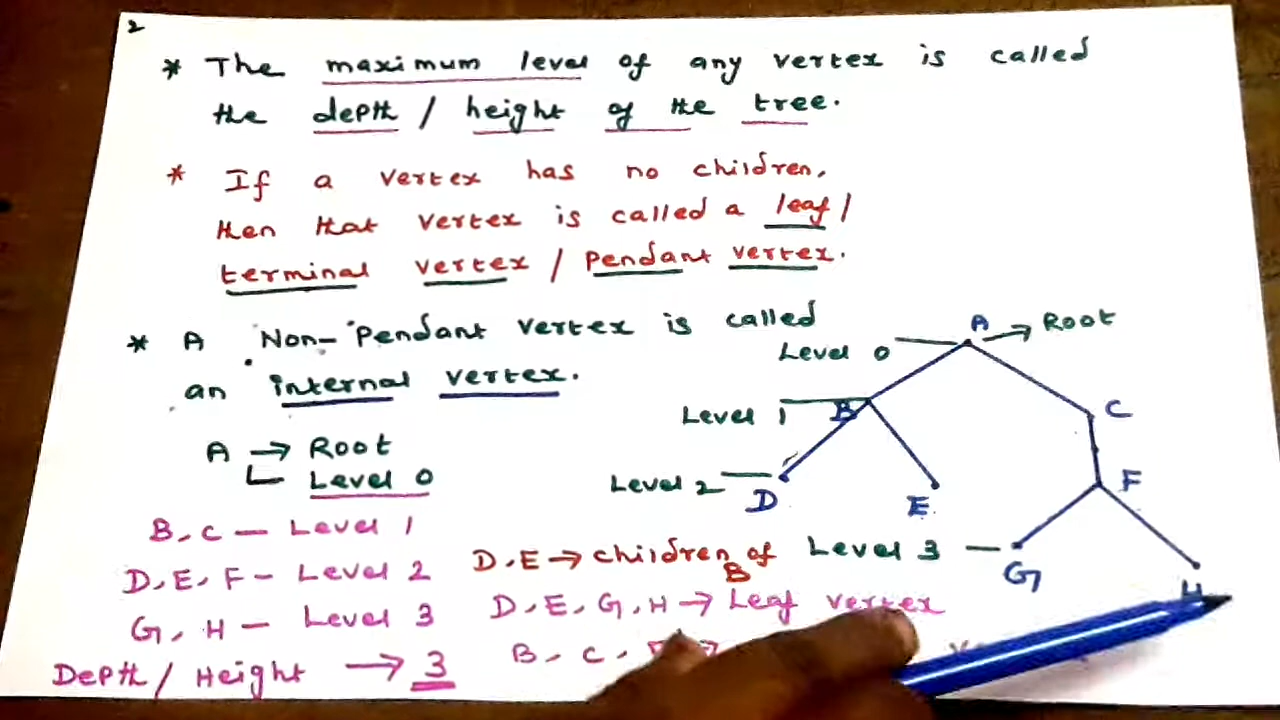 2
* The maximum level of any vertex is called
the depth / height of the tree.
* If a vertex has no children,
then that vertex is called a leaf /
terminal vertex / Pendant vertex.
* A Non-Pendant vertex is called
an internal vertex.
A → Root
Level 0
B, C — Level 1
D, E, F — Level 2
G, H — Level 3
Depth / Height → 3
A → Root
Level 0
Level 1 B
C
Level 2
D
E
F
Level 3
G
H
D, E → children of
B
D, E, G, H → Leaf vertex
B, C,